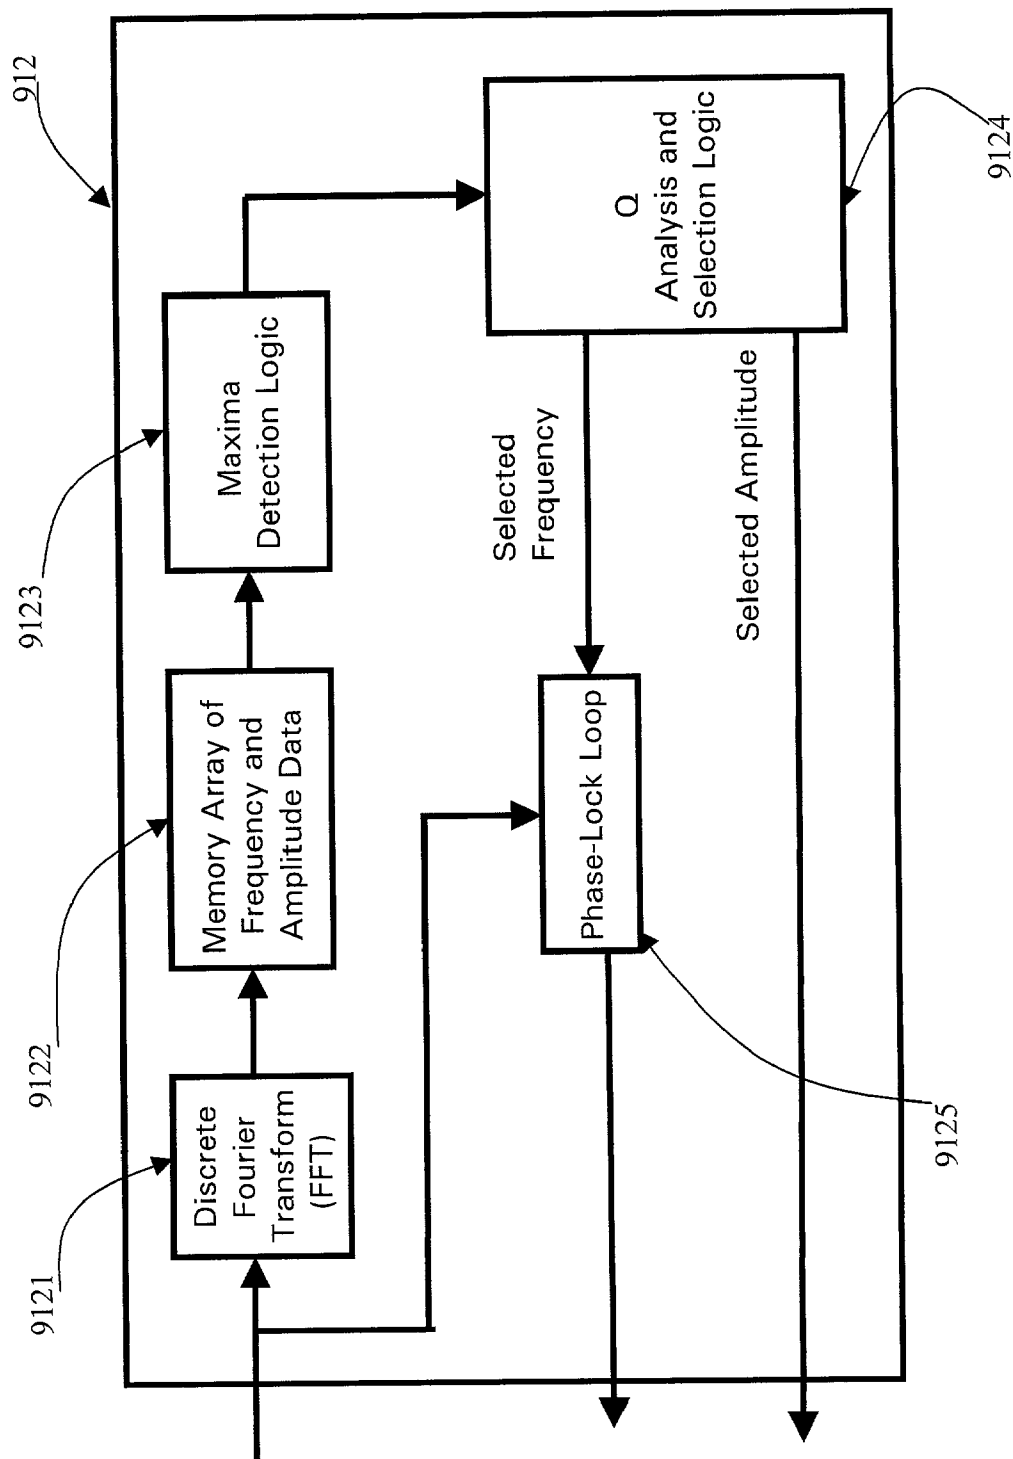 912
9121
Discrete
Fourier
Transform
(FFT)
9122
Memory Array of
Frequency and
Amplitude Data
9123
Maxima
Detection Logic
Q
Analysis and
Selection Logic
9124
Selected
Frequency
Phase-Lock Loop
9125
Selected Amplitude